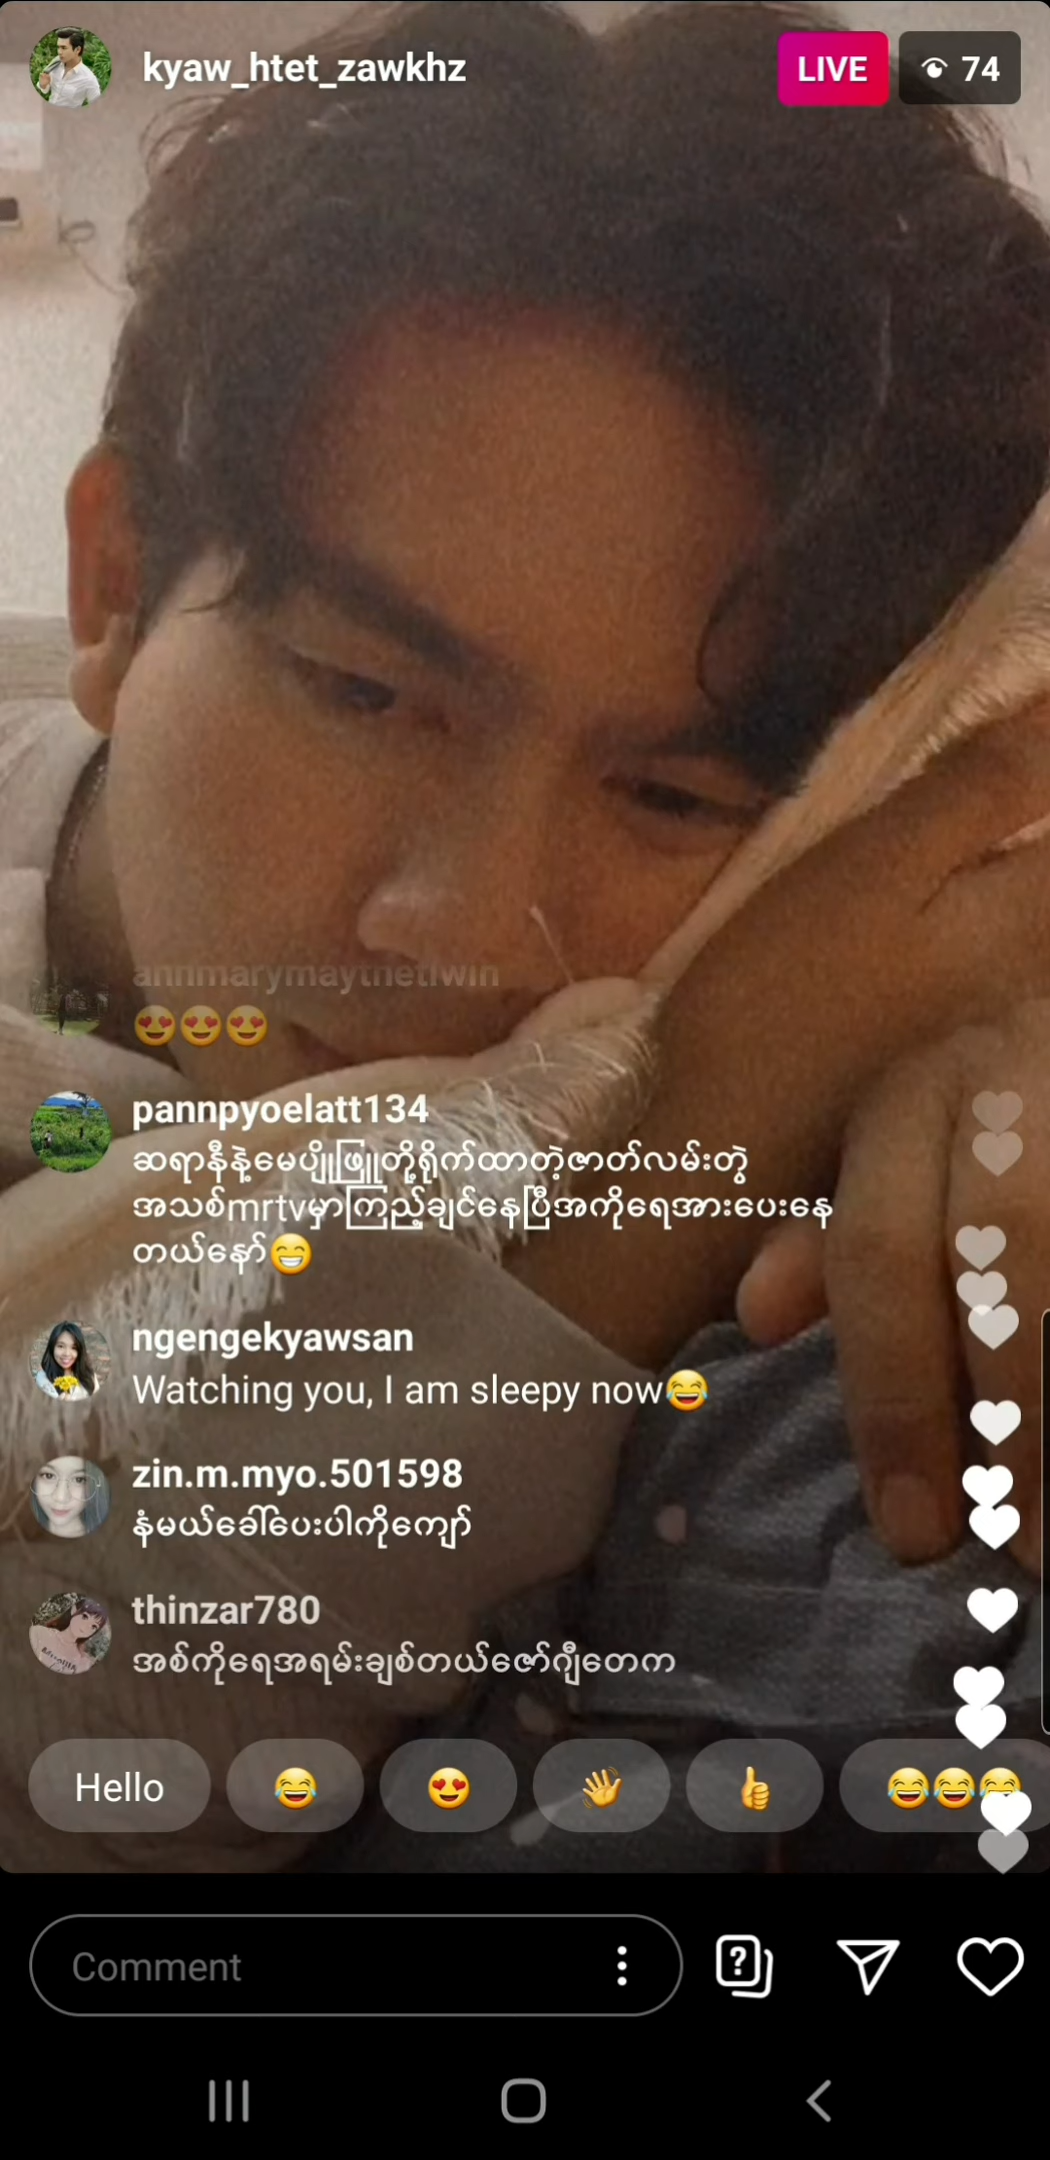 kyaw_htet_zawkhz
LIVE
74
annmarymaythetlwin
😍😍😍
pannpyoelatt134
ဆရာနီနဲ့မေပျိုဖြူတို့ရိုက်ထာတဲ့ဇာတ်လမ်းတွဲ
အသစ်mrtvမှာကြည့်ချင်နေပြီအကိုရေအားပေးနေ
တယ်နော်😁
ngengekyawsan
Watching you, I am sleepy now😂
zin.m.myo.501598
နံမယ်ခေါ်ပေးပါကိုကျော်
thinzar780
အစ်ကိုရေအရမ်းချစ်တယ်ဇော်ဂျီတေက
Hello
😂
😍
👋
👍
😂😂😂
Comment